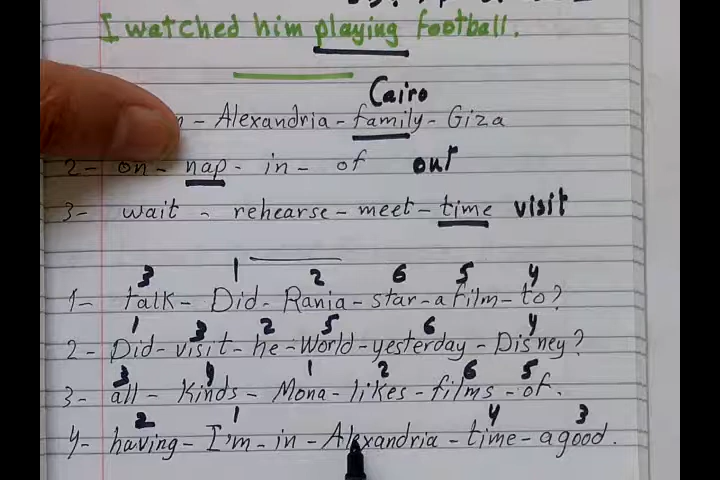 I watched him playing football.
Cairo
- Alexandria - family - Giza
2- on - nap - in - of out
3- wait - rehearse - meet - time visit
3 1 2 6 5 4
1- talk - Did - Rania - star - a film - to?
1 3 2 5 6 4
2- Did - visit - he - World - yesterday - Disney?
3 4 1 2 6 5
3- all - Kinds - Mona - likes - films - of.
2 1 4 3
4- having - I'm - in - Alexandria - time - a good.